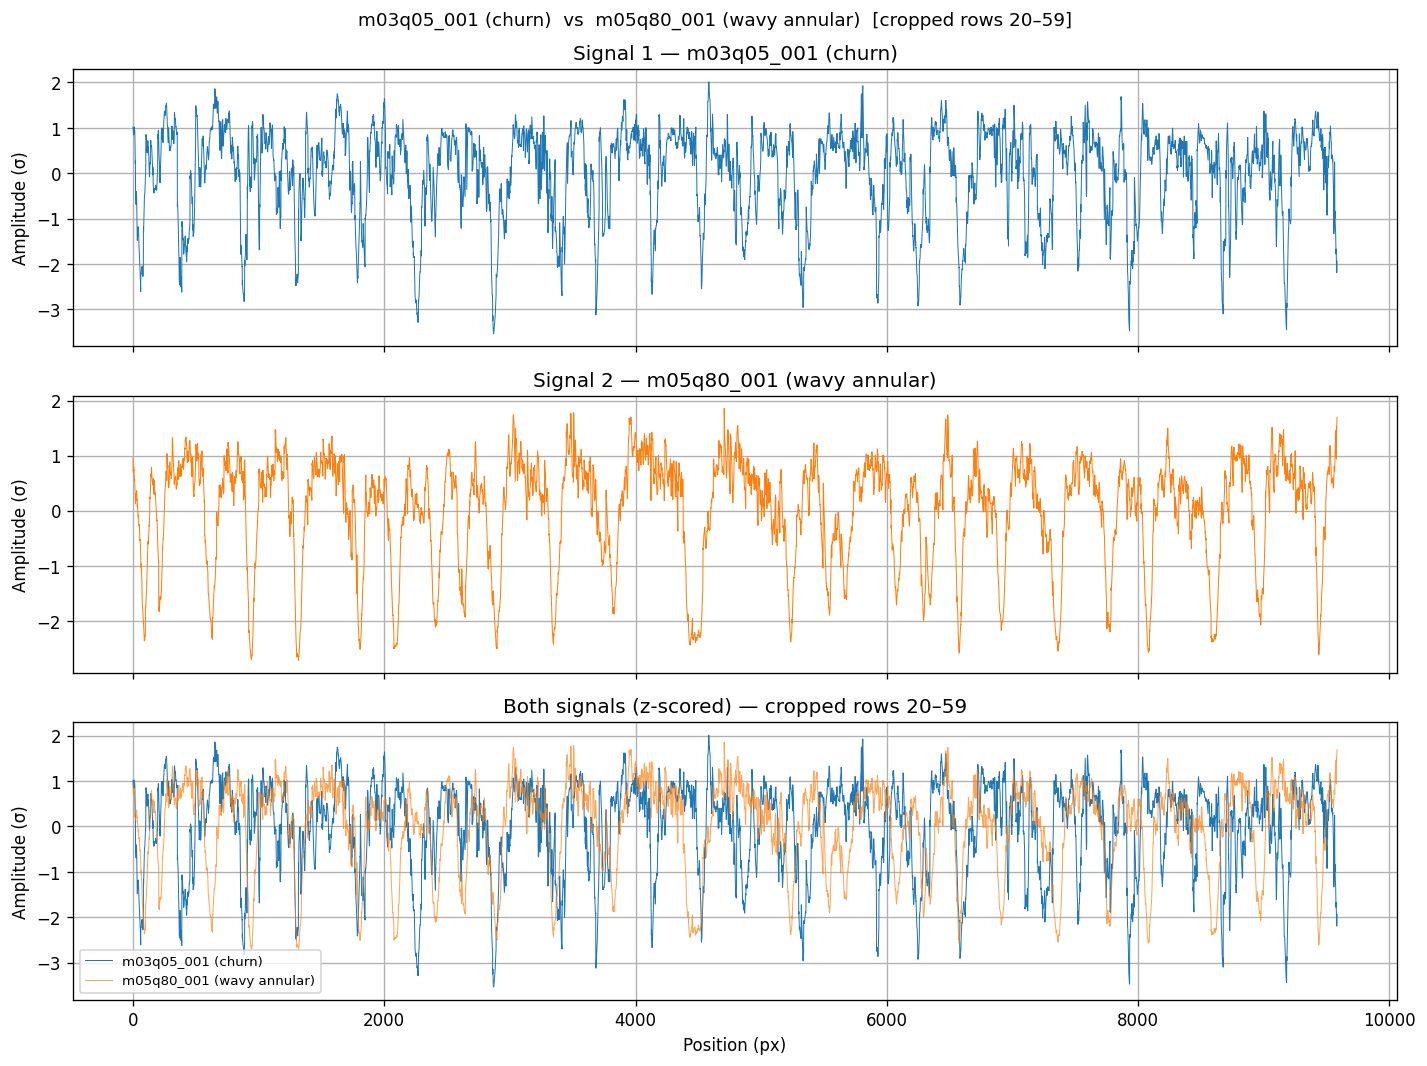 m03q05_001 (churn)  vs  m05q80_001 (wavy annular)  [cropped rows 20–59]
Signal 1 — m03q05_001 (churn)
2
1
0
−1
−2
−3
Amplitude (σ)
Signal 2 — m05q80_001 (wavy annular)
2
1
0
−1
−2
Amplitude (σ)
Both signals (z-scored) — cropped rows 20–59
2
1
0
−1
−2
−3
Amplitude (σ)
m03q05_001 (churn)
m05q80_001 (wavy annular)
0 2000 4000 6000 8000 10000
Position (px)